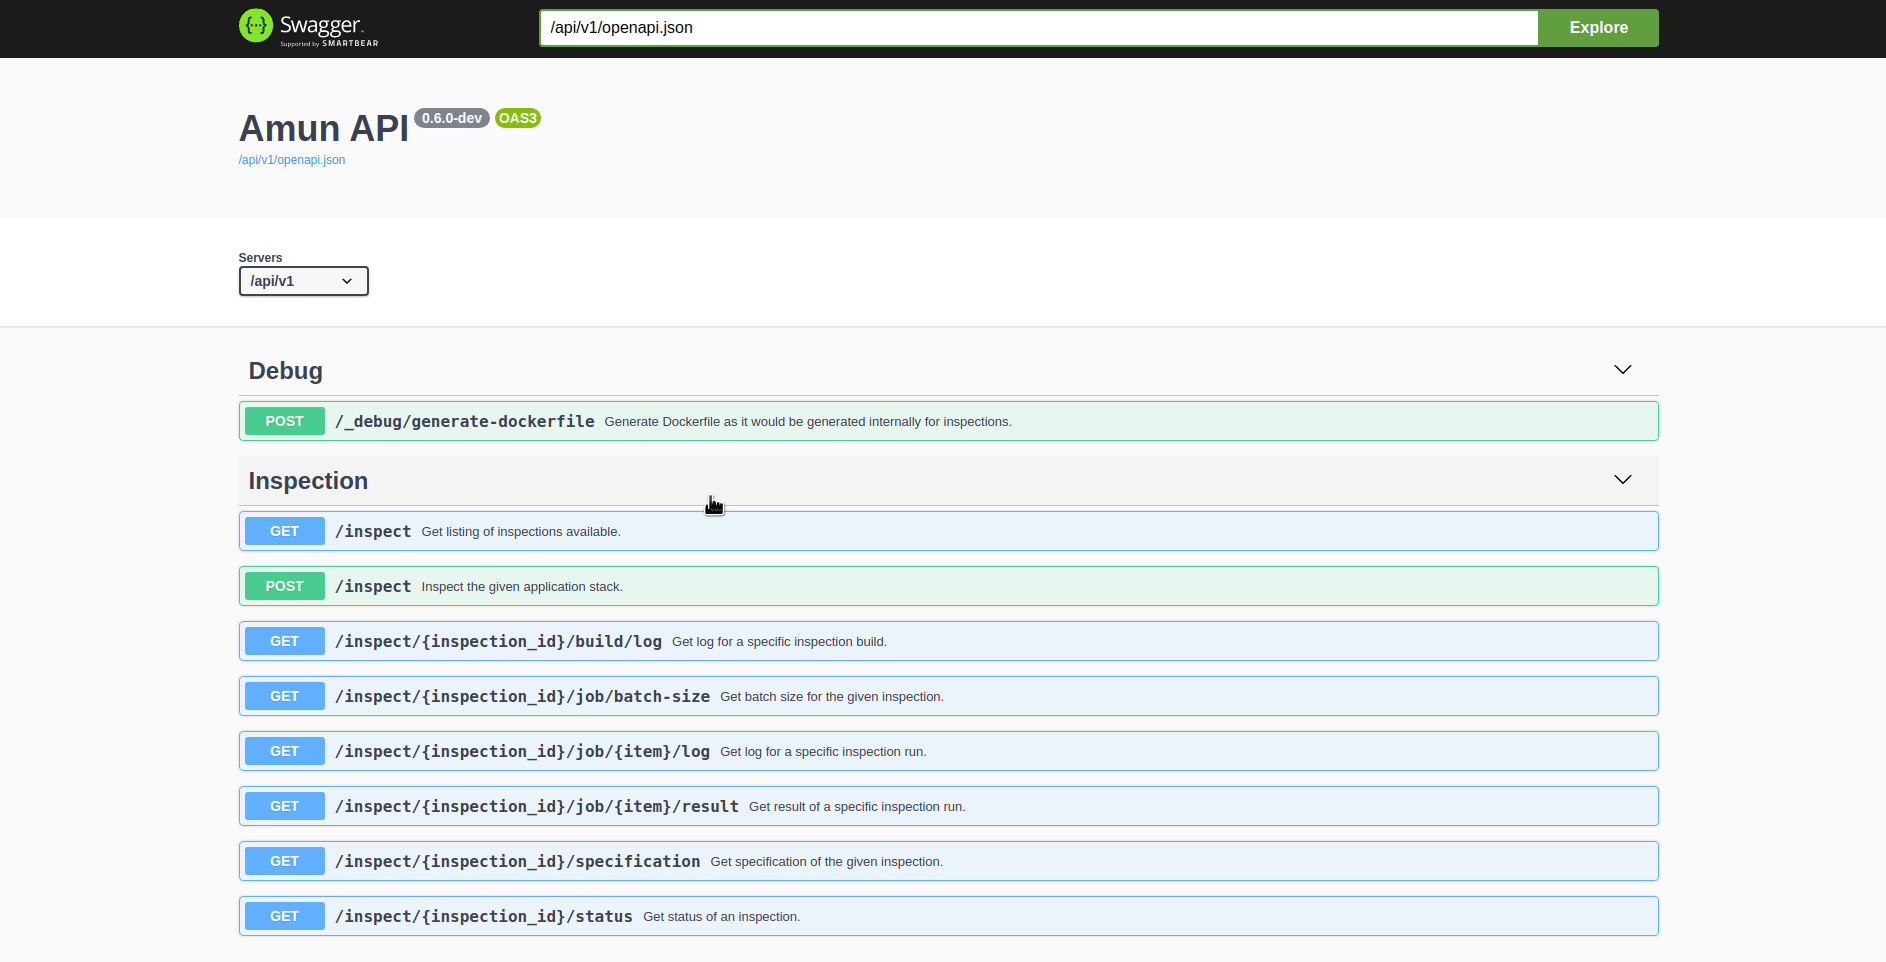 Swagger.
Supported by SMARTBEAR
/api/v1/openapi.json
Explore
Amun API 0.6.0-dev OAS3
/api/v1/openapi.json
Servers
/api/v1
Debug
POST /_debug/generate-dockerfile Generate Dockerfile as it would be generated internally for inspections.
Inspection
GET /inspect Get listing of inspections available.
POST /inspect Inspect the given application stack.
GET /inspect/{inspection_id}/build/log Get log for a specific inspection build.
GET /inspect/{inspection_id}/job/batch-size Get batch size for the given inspection.
GET /inspect/{inspection_id}/job/{item}/log Get log for a specific inspection run.
GET /inspect/{inspection_id}/job/{item}/result Get result of a specific inspection run.
GET /inspect/{inspection_id}/specification Get specification of the given inspection.
GET /inspect/{inspection_id}/status Get status of an inspection.